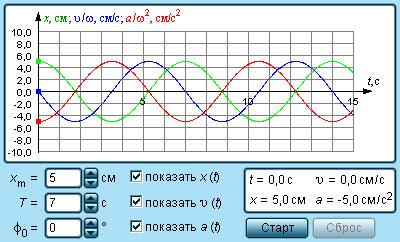 x, см; υ/ω, см/с; a/ω², см/с²
10,0
8,0
6,0
4,0
2,0
0,0
-2,0
-4,0
-6,0
-8,0
-10,0
5 10 15
t, с
xm = 5 см показать x (t)
T = 7 с показать υ (t)
ϕ0 = 0 ° показать a (t)
t = 0,0 с υ = 0,0 см/с
x = 5,0 см a = -5,0 см/с²
Старт Сброс